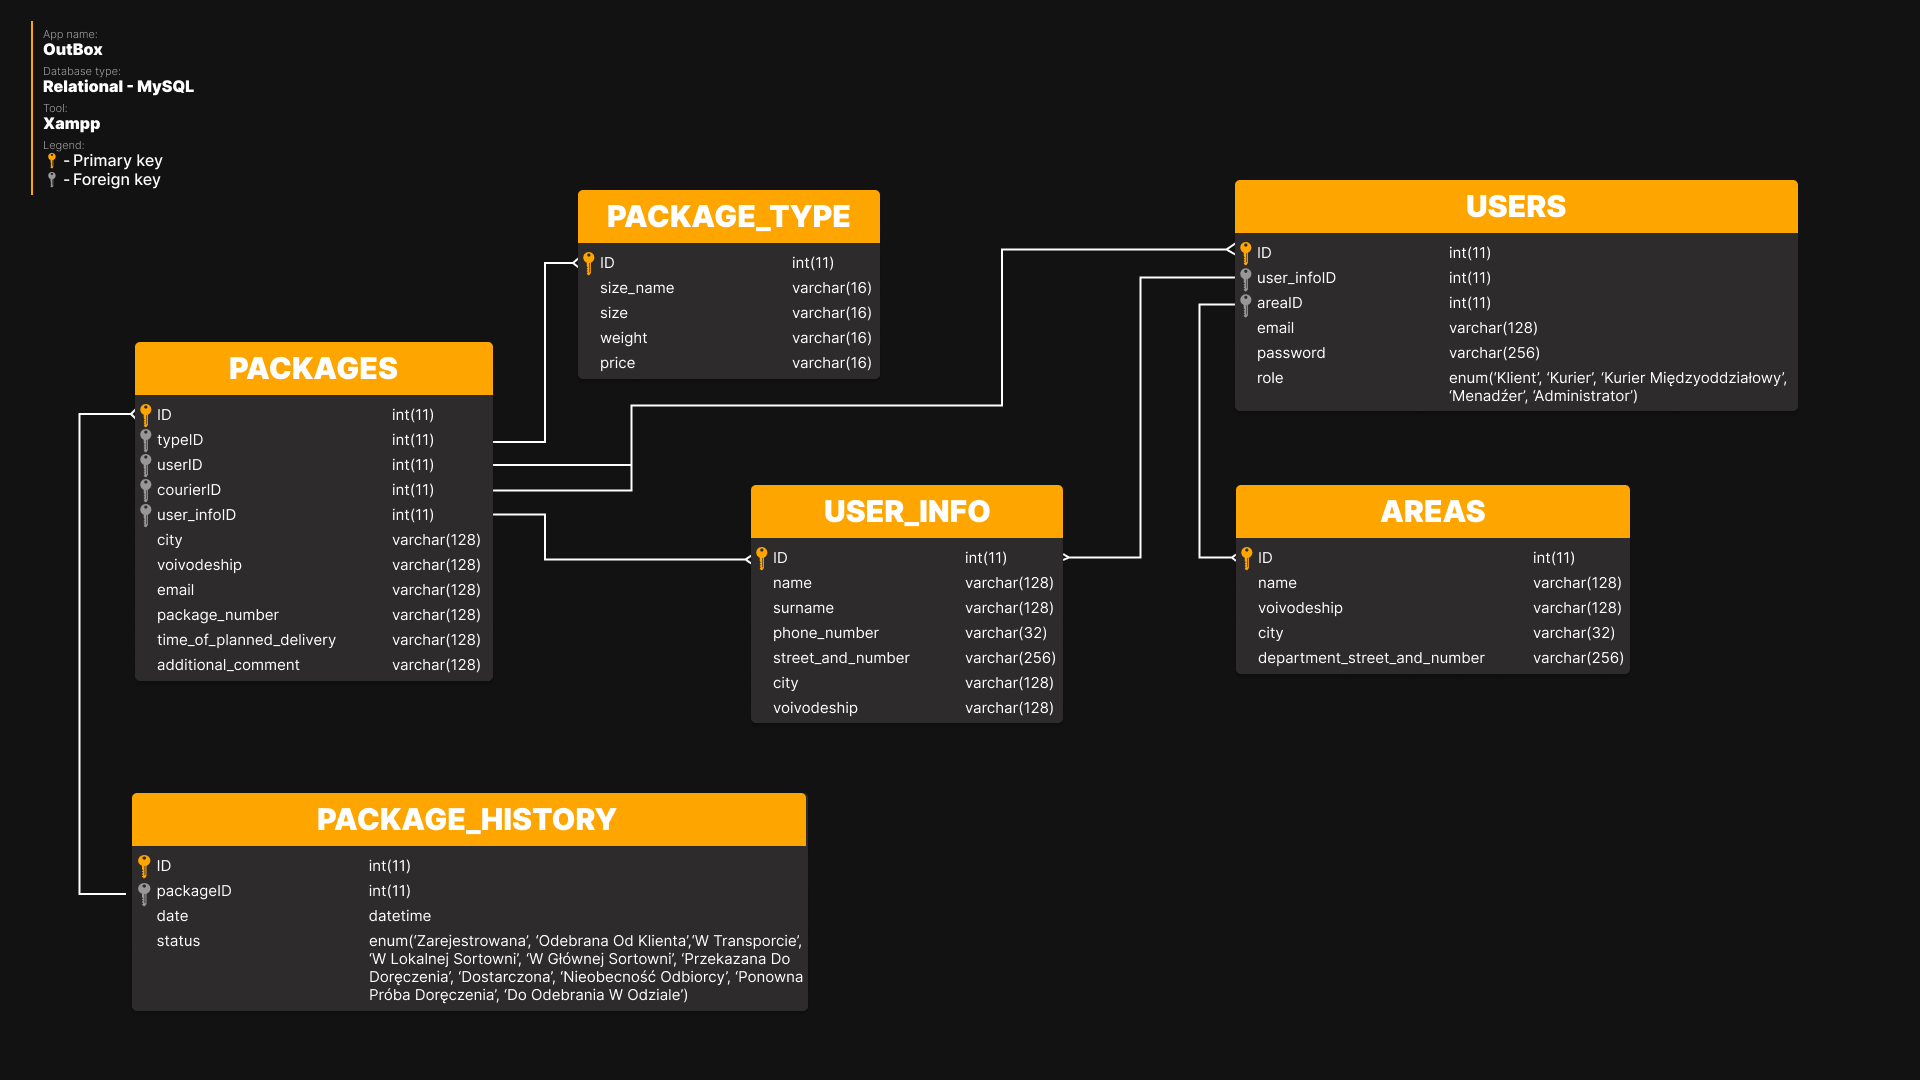 App name:
OutBox
Database type:
Relational - MySQL
Tool:
Xampp
Legend:
- Primary key
- Foreign key
PACKAGE_TYPE
ID int(11)
size_name varchar(16)
size varchar(16)
weight varchar(16)
price varchar(16)
USERS
ID int(11)
user_infoID int(11)
areaID int(11)
email varchar(128)
password varchar(256)
role enum(‘Klient’, ‘Kurier’, ‘Kurier Międzyoddziałowy’,
‘Menadźer’, ‘Administrator’)
PACKAGES
ID int(11)
typeID int(11)
userID int(11)
courierID int(11)
user_infoID int(11)
city varchar(128)
voivodeship varchar(128)
email varchar(128)
package_number varchar(128)
time_of_planned_delivery varchar(128)
additional_comment varchar(128)
USER_INFO
ID int(11)
name varchar(128)
surname varchar(128)
phone_number varchar(32)
street_and_number varchar(256)
city varchar(128)
voivodeship varchar(128)
AREAS
ID int(11)
name varchar(128)
voivodeship varchar(128)
city varchar(32)
department_street_and_number varchar(256)
PACKAGE_HISTORY
ID int(11)
packageID int(11)
date datetime
status enum(‘Zarejestrowana’, ‘Odebrana Od Klienta’,‘W Transporcie’,
‘W Lokalnej Sortowni’, ‘W Głównej Sortowni’, ‘Przekazana Do
Doręczenia’, ‘Dostarczona’, ‘Nieobecność Odbiorcy’, ‘Ponowna
Próba Doręczenia’, ‘Do Odebrania W Odziale’)